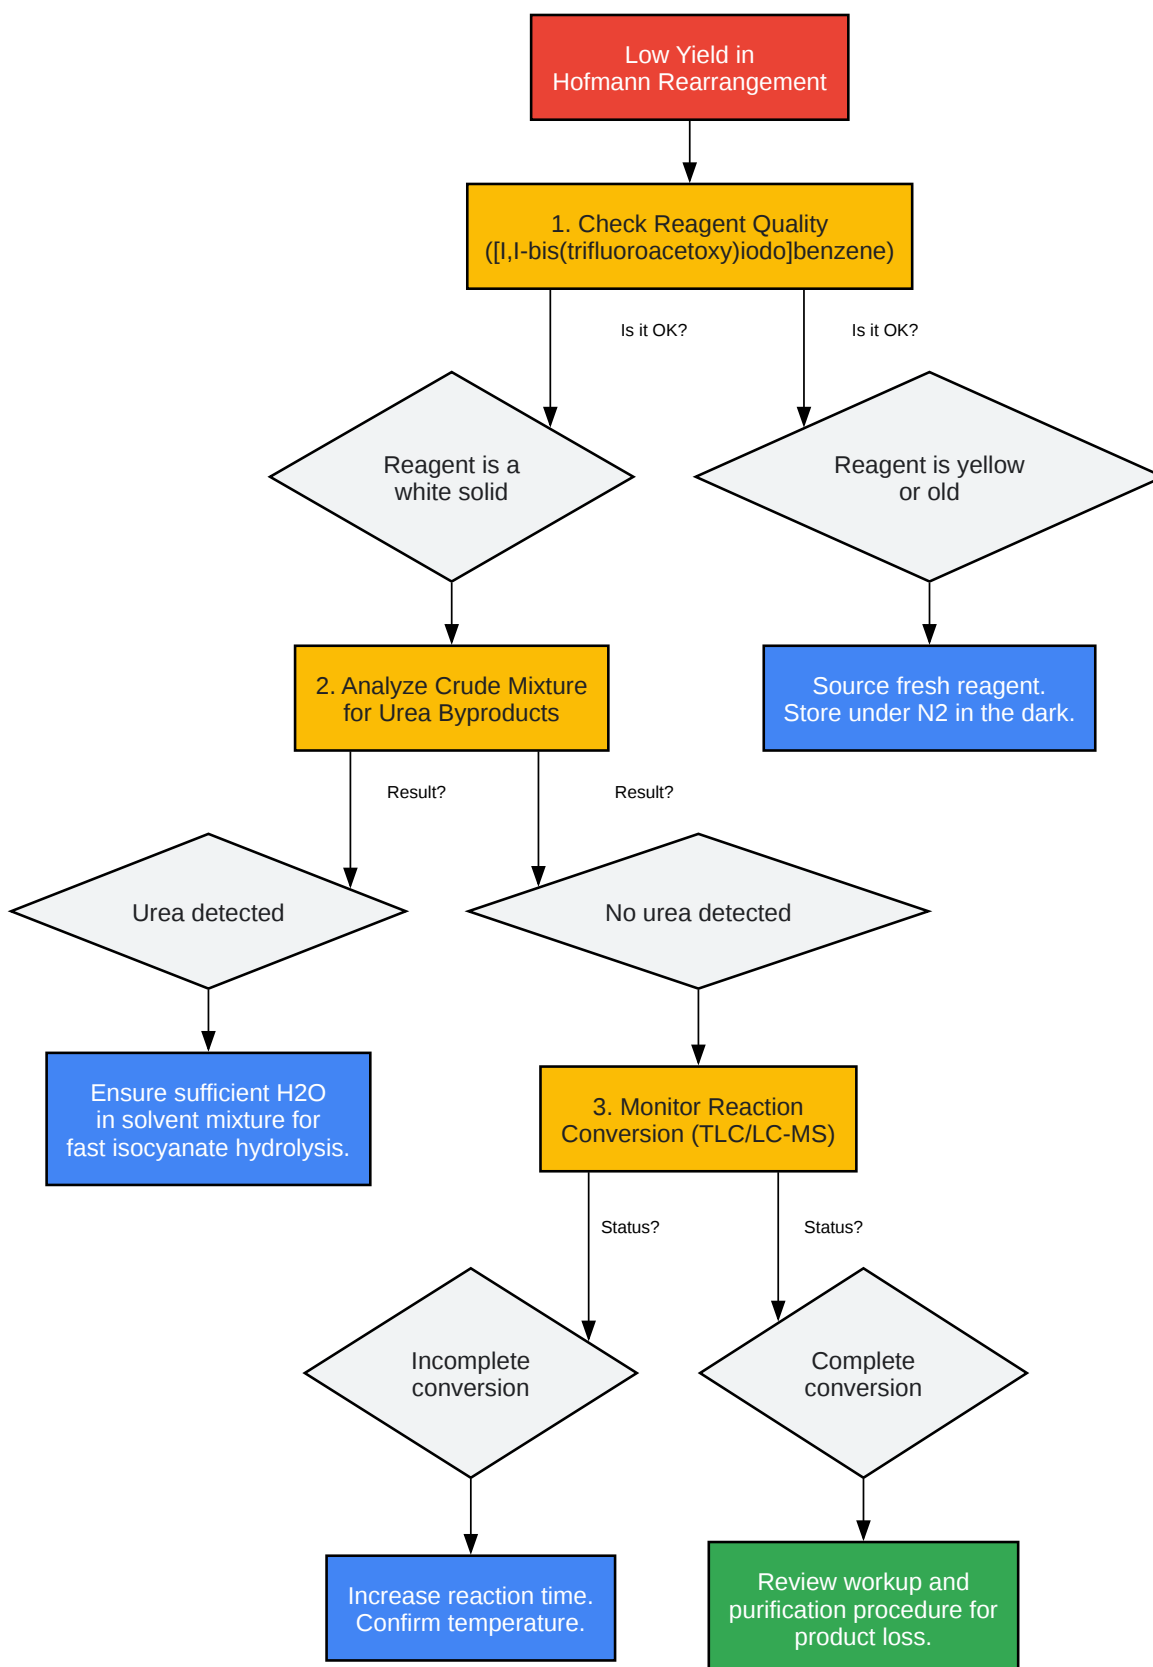 Low Yield in
Hofmann Rearrangement
1. Check Reagent Quality
([I,I-bis(trifluoroacetoxy)iodo]benzene)
Is it OK?
Is it OK?
Reagent is a
white solid
Reagent is yellow
or old
2. Analyze Crude Mixture
for Urea Byproducts
Source fresh reagent.
Store under N2 in the dark.
Result?
Result?
Urea detected
No urea detected
Ensure sufficient H2O
in solvent mixture for
fast isocyanate hydrolysis.
3. Monitor Reaction
Conversion (TLC/LC-MS)
Status?
Status?
Incomplete
conversion
Complete
conversion
Increase reaction time.
Confirm temperature.
Review workup and
purification procedure for
product loss.